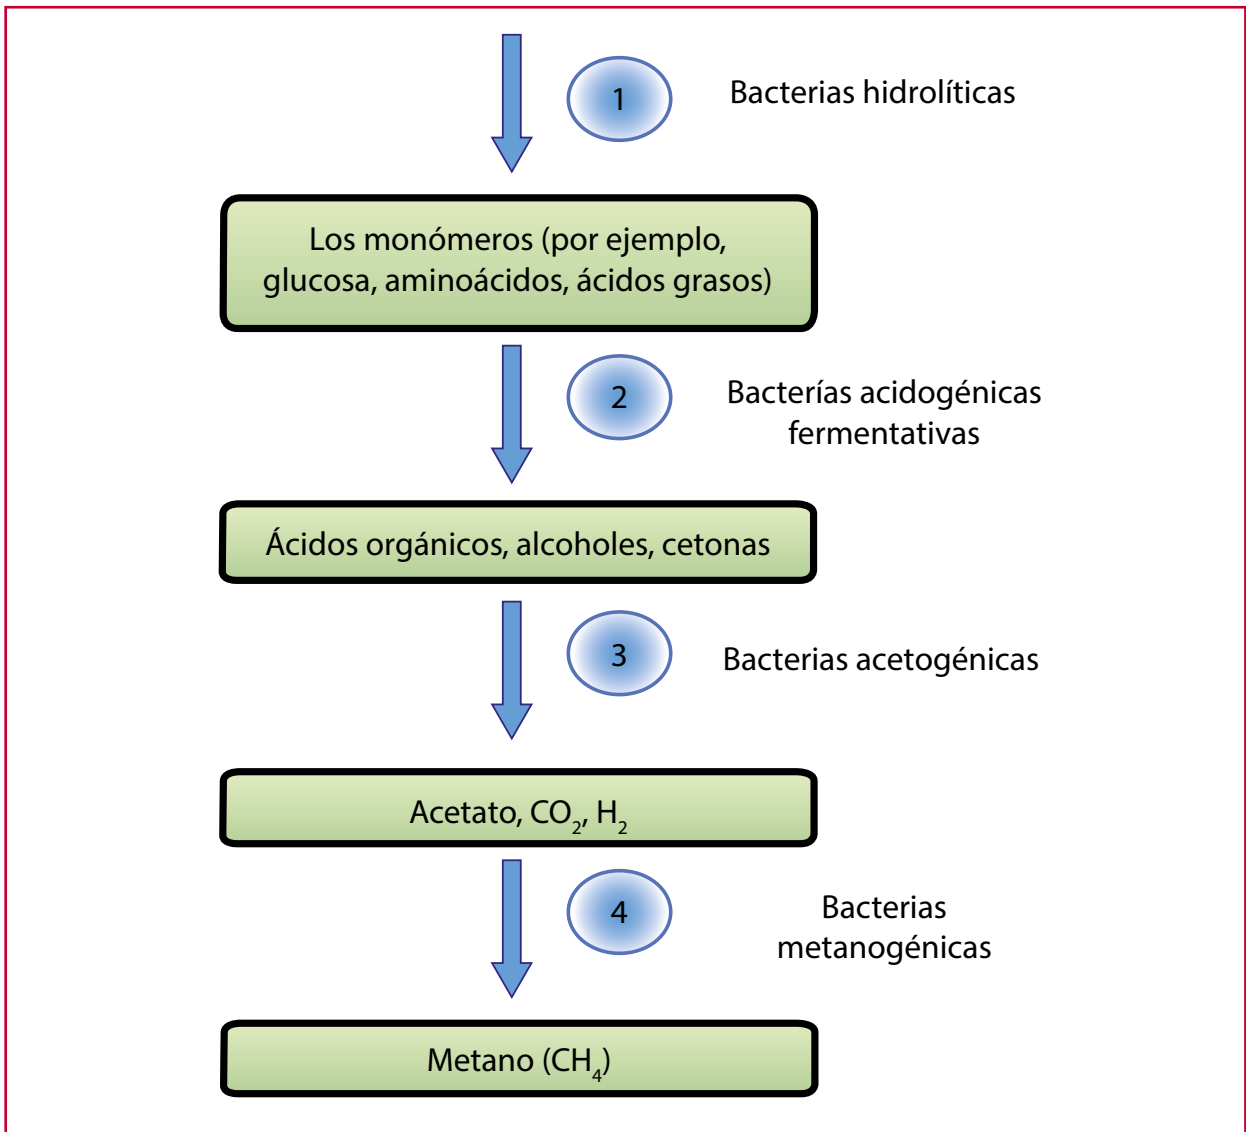 1
Bacterias hidrolíticas
Los monómeros (por ejemplo,
glucosa, aminoácidos, ácidos grasos)
2
Bacterías acidogénicas
fermentativas
Ácidos orgánicos, alcoholes, cetonas
3
Bacterias acetogénicas
Acetato, CO₂, H₂
4
Bacterias
metanogénicas
Metano (CH₄)